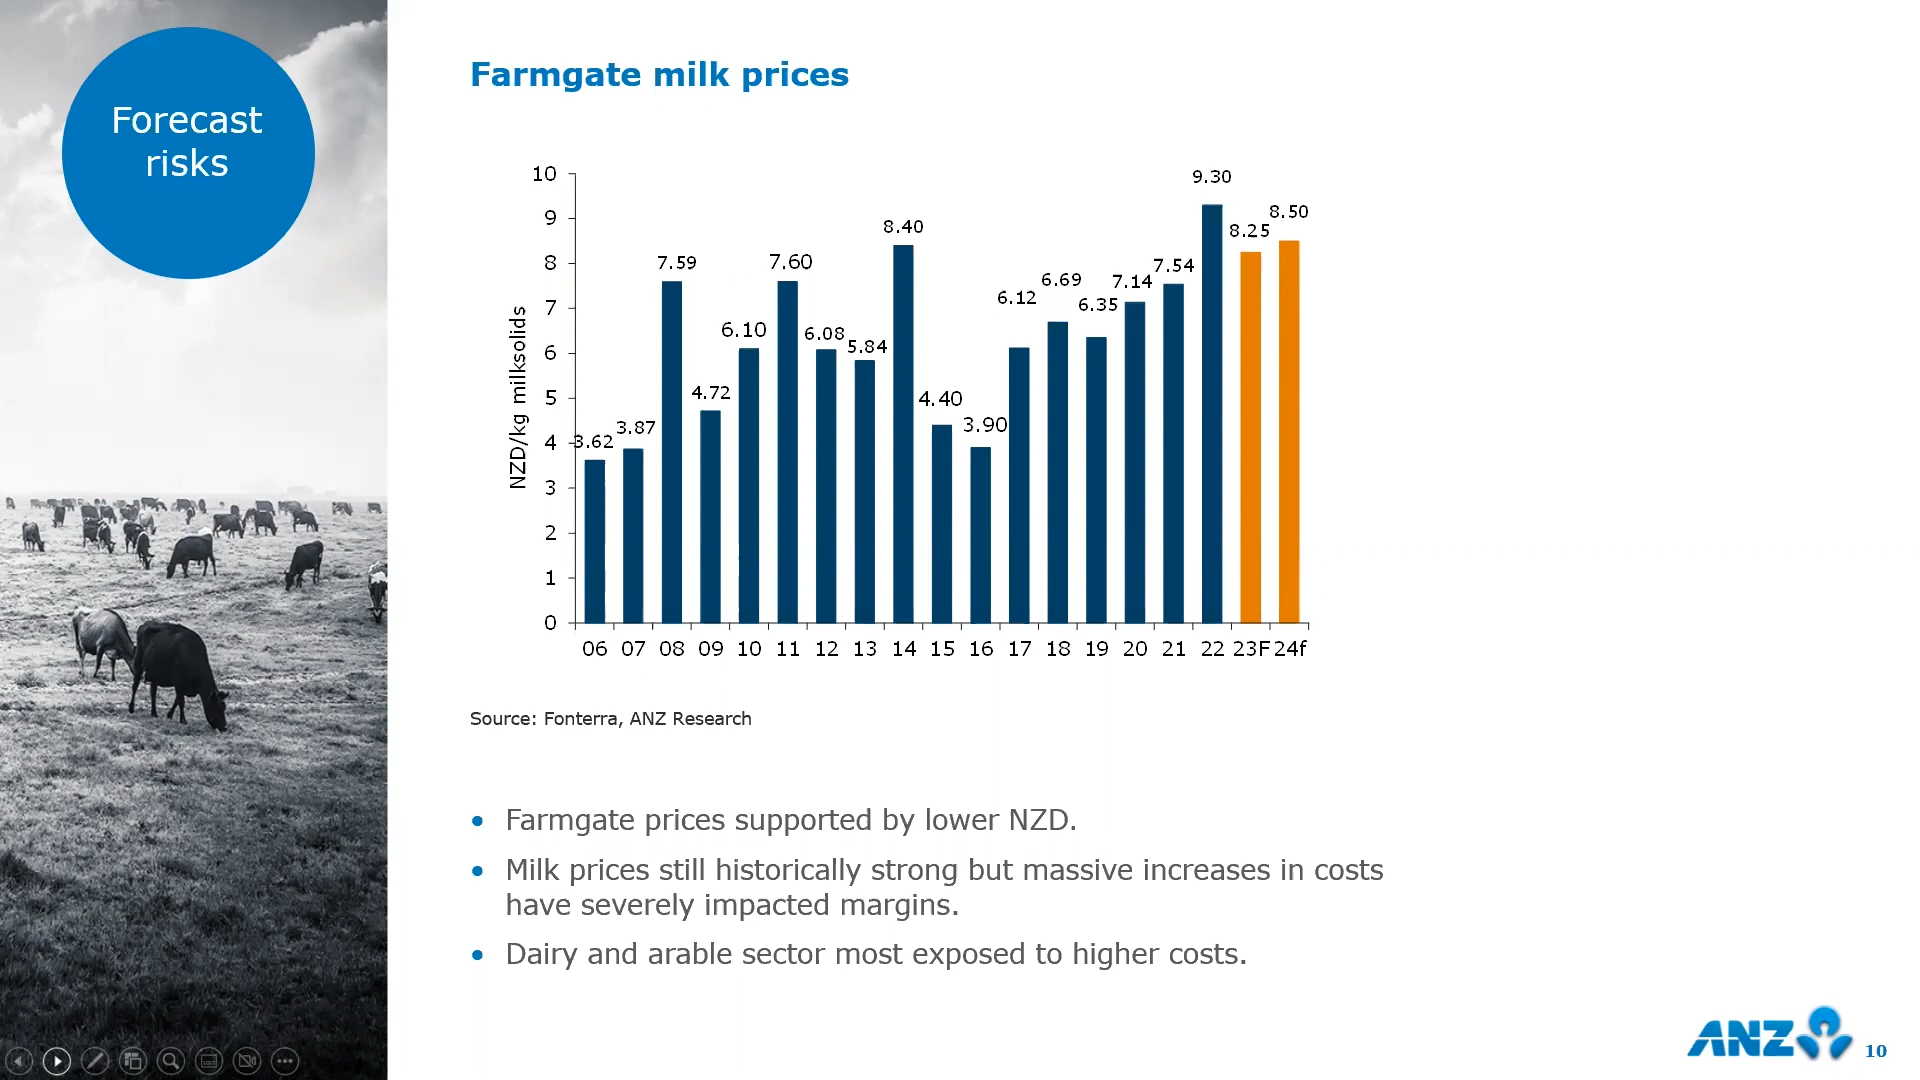 Forecast
risks
Farmgate milk prices
NZD/kg milksolids
10
9
8
7
6
5
4
3
2
1
0
3.62
3.87
7.59
4.72
6.10
7.60
6.08
5.84
8.40
4.40
3.90
6.12
6.69
6.35
7.14
7.54
9.30
8.25
8.50
06 07 08 09 10 11 12 13 14 15 16 17 18 19 20 21 22 23F 24f
Source: Fonterra, ANZ Research
• Farmgate prices supported by lower NZD.
• Milk prices still historically strong but massive increases in costs
have severely impacted margins.
• Dairy and arable sector most exposed to higher costs.
ANZ
10